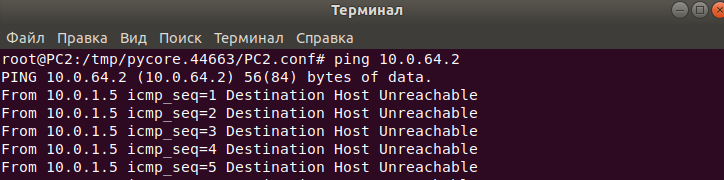 Терминал
Файл Правка Вид Поиск Терминал Справка
root@PC2:/tmp/pycore.44663/PC2.conf# ping 10.0.64.2
PING 10.0.64.2 (10.0.64.2) 56(84) bytes of data.
From 10.0.1.5 icmp_seq=1 Destination Host Unreachable
From 10.0.1.5 icmp_seq=2 Destination Host Unreachable
From 10.0.1.5 icmp_seq=3 Destination Host Unreachable
From 10.0.1.5 icmp_seq=4 Destination Host Unreachable
From 10.0.1.5 icmp_seq=5 Destination Host Unreachable